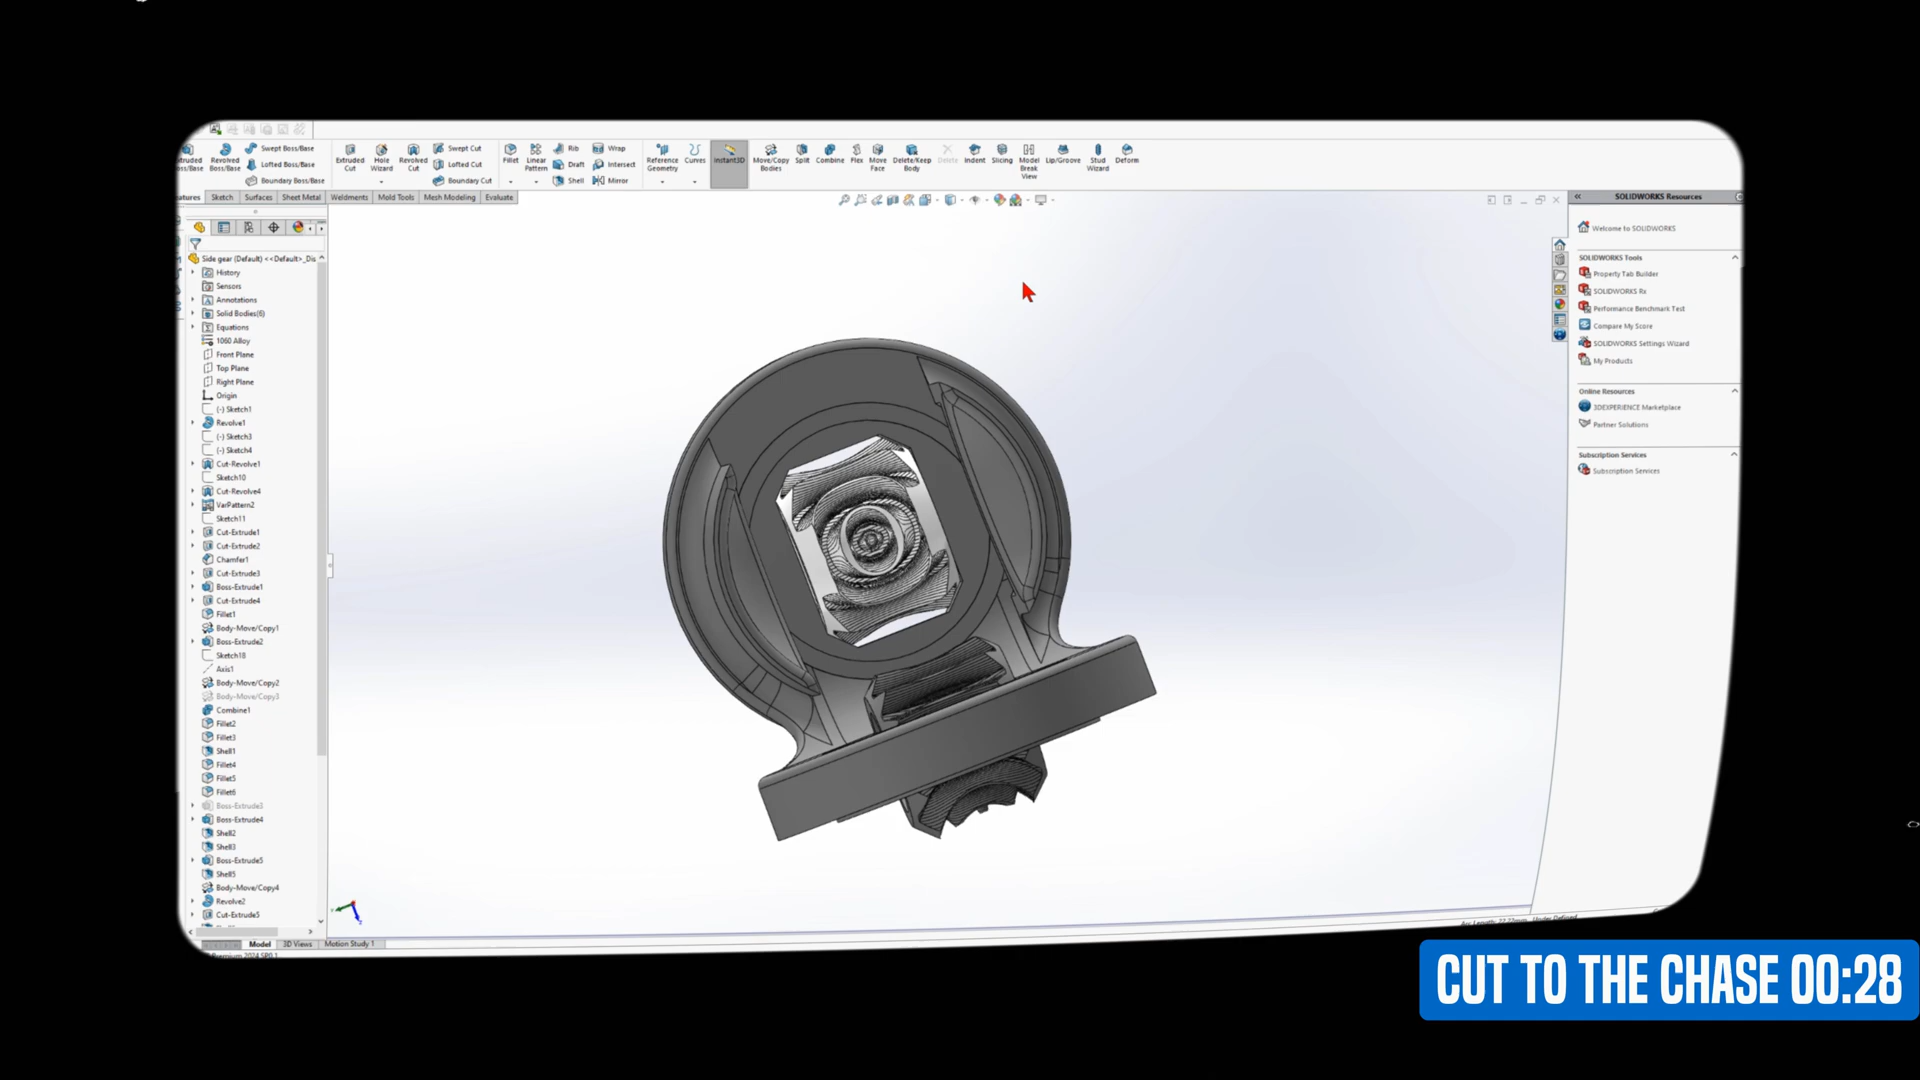 Swept Boss/Base
Lofted Boss/Base
Boundary Boss/Base
Revolved Boss/Base
Extruded Cut
Hole Wizard
Revolved Cut
Swept Cut
Lofted Cut
Boundary Cut
Fillet
Linear Pattern
Rib
Draft
Shell
Wrap
Intersect
Mirror
Reference Geometry
Curves
Instant3D
Move/Copy Bodies
Split
Combine
Flex
Move Face
Delete/Keep Body
Delete
Indent
Slicing
Model Break View
Lip/Groove
Stud Wizard
Deform
Sketch
Surfaces
Sheet Metal
Weldments
Mold Tools
Mesh Modeling
Evaluate
Side gear (Default) <<Default>_Dis
History
Sensors
Annotations
Solid Bodies(6)
Equations
1060 Alloy
Front Plane
Top Plane
Right Plane
Origin
(-) Sketch1
Revolve1
(-) Sketch3
(-) Sketch4
Cut-Revolve1
Sketch10
Cut-Revolve4
VarPattern2
Sketch11
Cut-Extrude1
Cut-Extrude2
Chamfer1
Cut-Extrude3
Boss-Extrude1
Cut-Extrude4
Fillet1
Body-Move/Copy1
Boss-Extrude2
Sketch18
Axis1
Body-Move/Copy2
Body-Move/Copy3
Combine1
Fillet2
Fillet3
Shell1
Fillet4
Fillet5
Fillet6
Boss-Extrude3
Boss-Extrude4
Shell2
Shell3
Boss-Extrude5
Shell5
Body-Move/Copy4
Revolve2
Cut-Extrude5
Model
3D Views
Motion Study 1
SOLIDWORKS Resources
Welcome to SOLIDWORKS
SOLIDWORKS Tools
Property Tab Builder
SOLIDWORKS Rx
Performance Benchmark Test
Compare My Score
SOLIDWORKS Settings Wizard
My Products
Online Resources
3DEXPERIENCE Marketplace
Partner Solutions
Subscription Services
Subscription Services
CUT TO THE CHASE 00:28